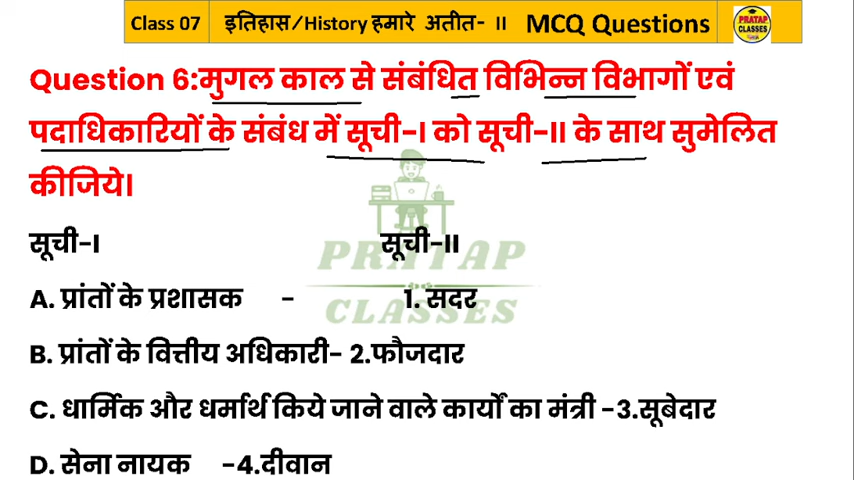 Class 07
इतिहास/History हमारे अतीत- II
MCQ Questions
PRATAP
CLASSES
Question 6:मुगल काल से संबंधित विभिन्न विभागों एवं
पदाधिकारियों के संबंध में सूची-I को सूची-II के साथ सुमेलित
कीजिये।
सूची-I सूची-II
PRATAP
CLASSES
A. प्रांतों के प्रशासक - 1. सदर
B. प्रांतों के वित्तीय अधिकारी- 2.फौजदार
C. धार्मिक और धर्मार्थ किये जाने वाले कार्यों का मंत्री -3.सूबेदार
D. सेना नायक -4.दीवान